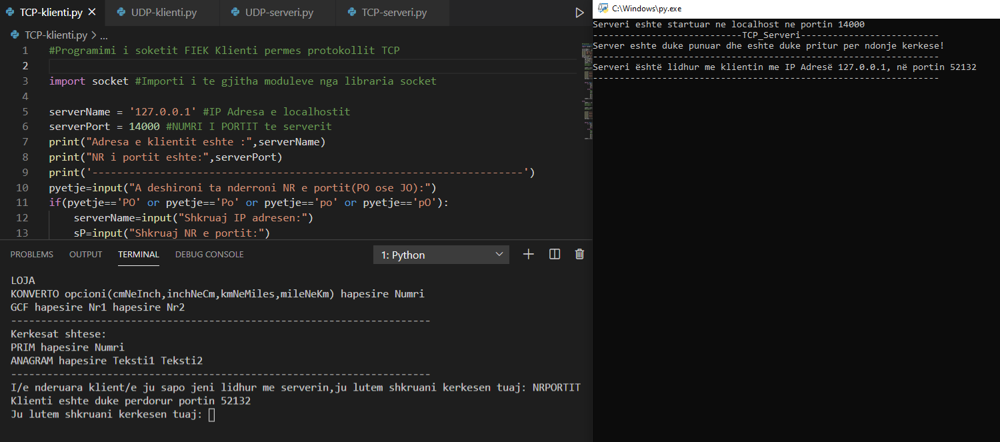 TCP-klienti.py
UDP-klienti.py
UDP-serveri.py
TCP-serveri.py
TCP-klienti.py > ...
1 #Programimi i soketit FIEK Klienti permes protokollit TCP
2
3 import socket #Importi i te gjitha moduleve nga libraria socket
4
5 serverName = '127.0.0.1' #IP Adresa e localhostit
6 serverPort = 14000 #NUMRI I PORTIT te serverit
7 print("Adresa e klientit eshte :",serverName)
8 print("NR i portit eshte:",serverPort)
9 print('----------------------------------------------------------------------')
10 pyetje=input("A deshironi ta nderroni NR e portit(PO ose JO):")
11 if(pyetje=='PO' or pyetje=='Po' or pyetje=='po' or pyetje=='pO'):
12 serverName=input("Shkruaj IP adresen:")
13 sP=input("Shkruaj NR e portit:")
PROBLEMS OUTPUT TERMINAL DEBUG CONSOLE 1: Python
LOJA
KONVERTO opcioni(cmNeInch,inchNeCm,kmNeMiles,mileNeKm) hapesire Numri
GCF hapesire Nr1 hapesire Nr2
----------------------------------------------------------------------
Kerkesat shtese:
PRIM hapesire Numri
ANAGRAM hapesire Teksti1 Teksti2
----------------------------------------------------------------------
I/e nderuara klient/e ju sapo jeni lidhur me serverin,ju lutem shkruani kerkesen tuaj: NRPORTIT
Klienti eshte duke perdorur portin 52132
Ju lutem shkruani kerkesen tuaj:
C:\Windows\py.exe
Serveri eshte startuar ne localhost ne portin 14000
----------------------------TCP_Serveri--------------------------
Server eshte duke punuar dhe eshte duke pritur per ndonje kerkese!
-----------------------------------------------------------------
Serveri është lidhur me klientin me IP Adresë 127.0.0.1, në portin 52132
-----------------------------------------------------------------